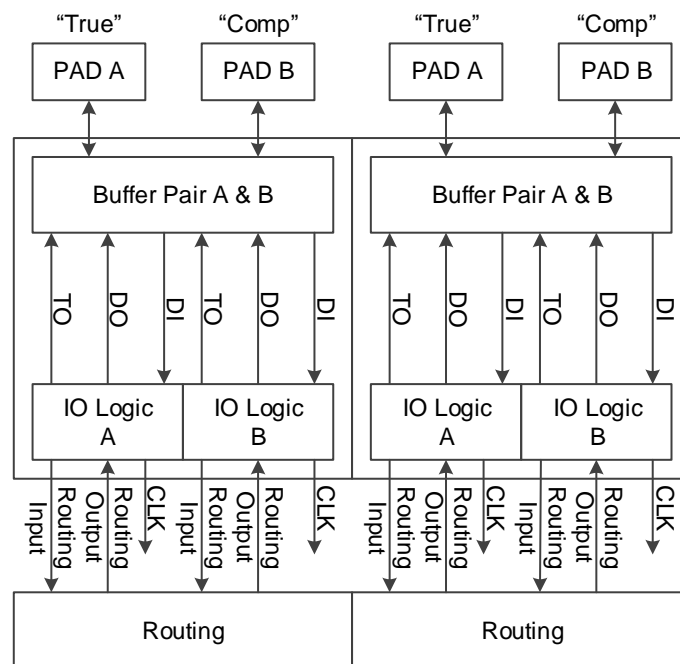 “True” “Comp” “True” “Comp”
PAD A PAD B PAD A PAD B
Buffer Pair A & B Buffer Pair A & B
TO DO DI TO DO DI TO DO DI TO DO DI
IO Logic IO Logic IO Logic IO Logic
A B A B
Routing Routing CLK Routing Routing CLK Routing Routing CLK Routing Routing CLK
Input Output Input Output Input Output Input Output
Routing Routing